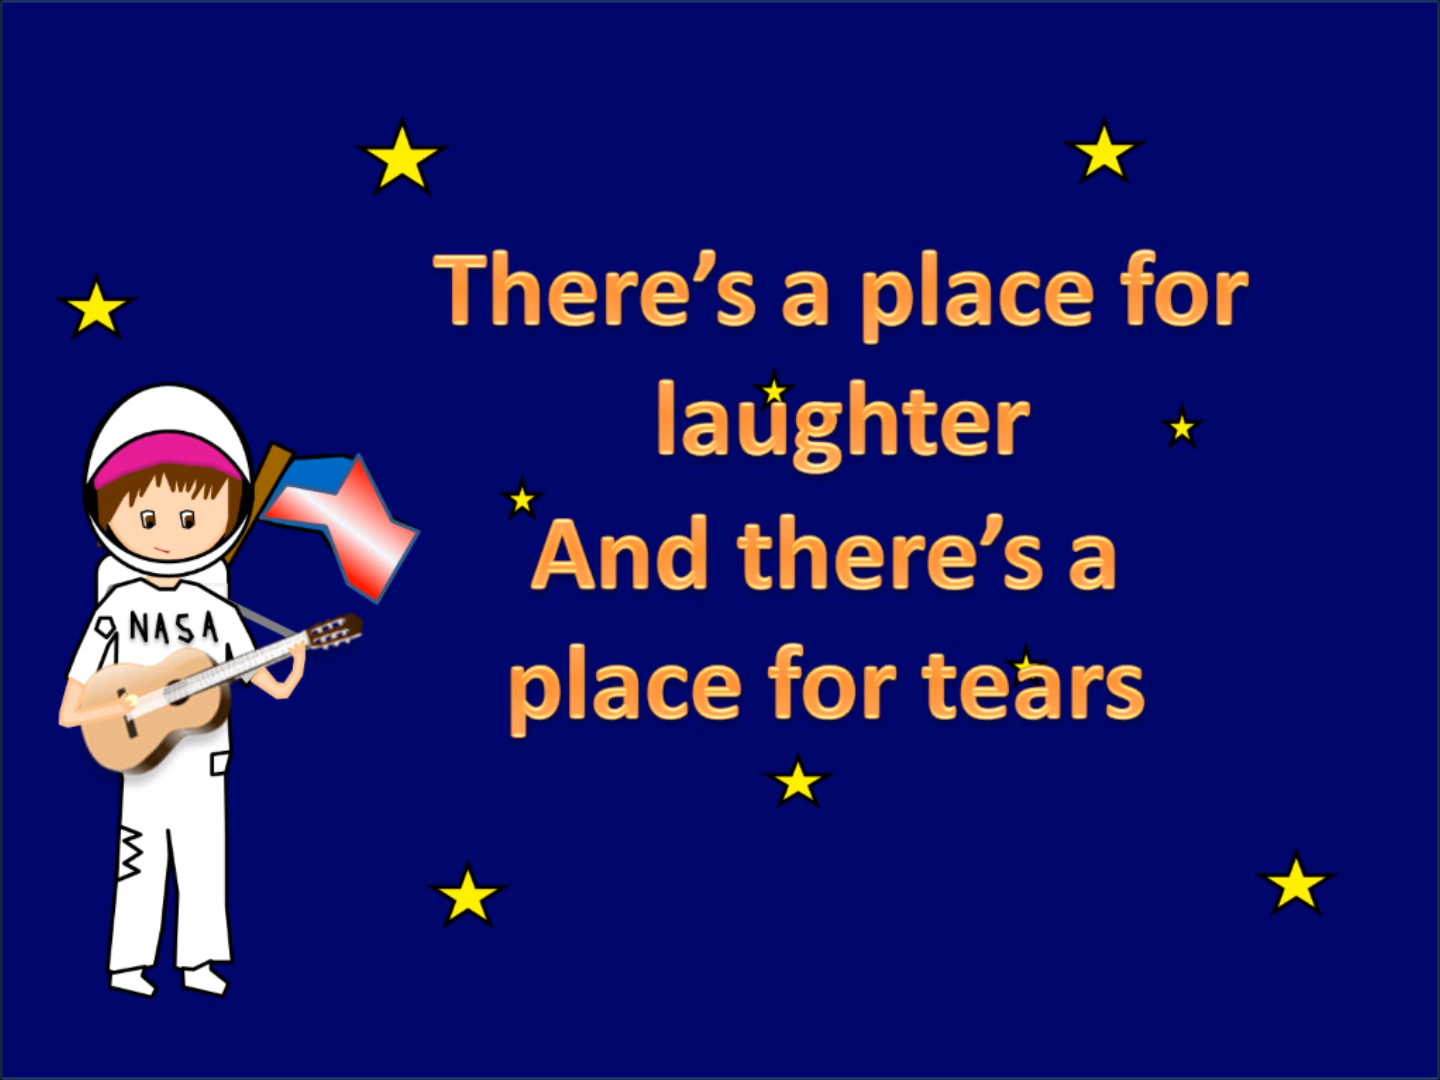 There’s a place for
laughter
And there’s a
place for tears
NASA